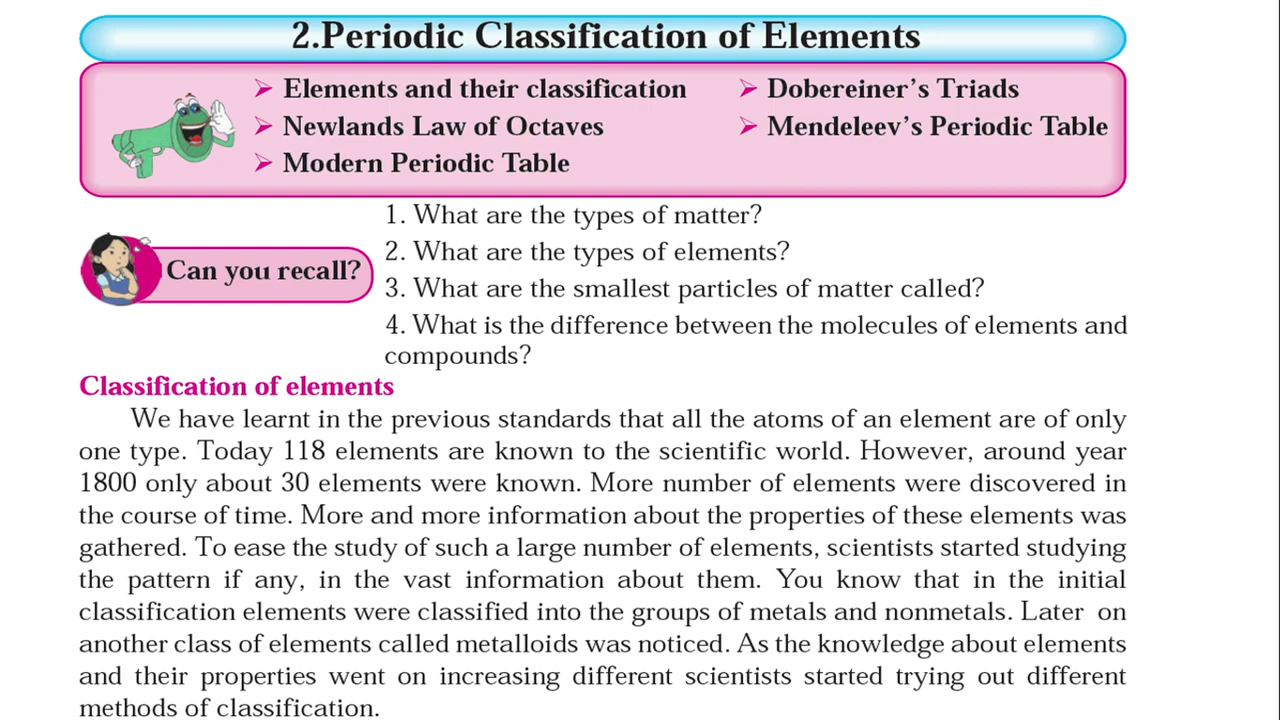 2.Periodic Classification of Elements
➢ Elements and their classification
➢ Dobereiner's Triads
➢ Newlands Law of Octaves
➢ Mendeleev's Periodic Table
➢ Modern Periodic Table
Can you recall?
1. What are the types of matter?
2. What are the types of elements?
3. What are the smallest particles of matter called?
4. What is the difference between the molecules of elements and
compounds?
Classification of elements
We have learnt in the previous standards that all the atoms of an element are of only
one type. Today 118 elements are known to the scientific world. However, around year
1800 only about 30 elements were known. More number of elements were discovered in
the course of time. More and more information about the properties of these elements was
gathered. To ease the study of such a large number of elements, scientists started studying
the pattern if any, in the vast information about them. You know that in the initial
classification elements were classified into the groups of metals and nonmetals. Later on
another class of elements called metalloids was noticed. As the knowledge about elements
and their properties went on increasing different scientists started trying out different
methods of classification.